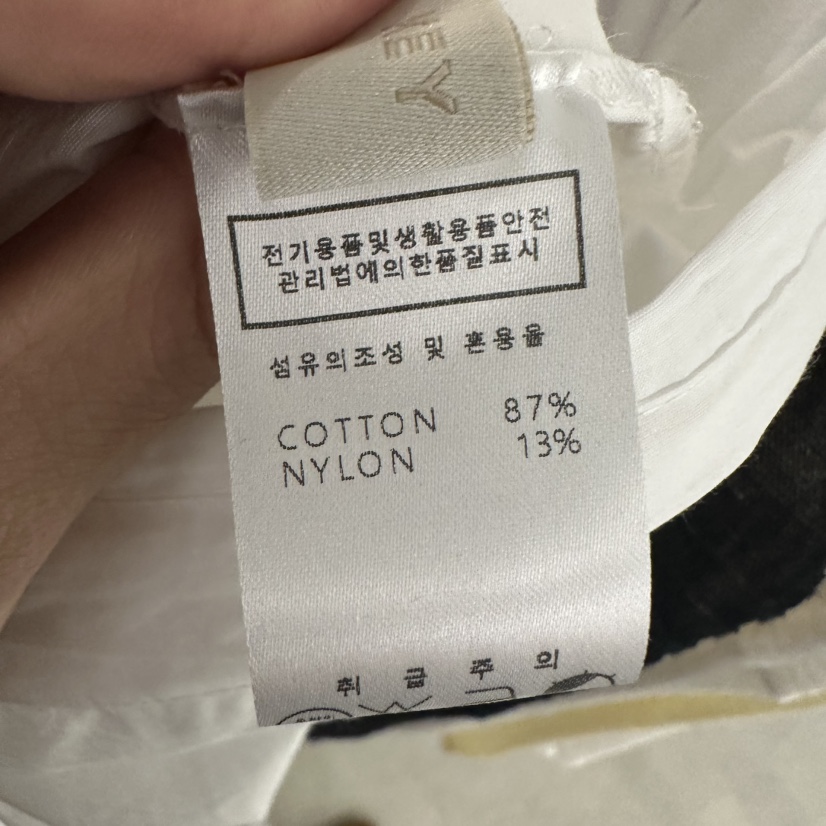 NEY
전기용품및생활용품안전
관리법에의한품질표시
섬유의조성 및 혼용율
COTTON 87%
NYLON 13%
취급주의